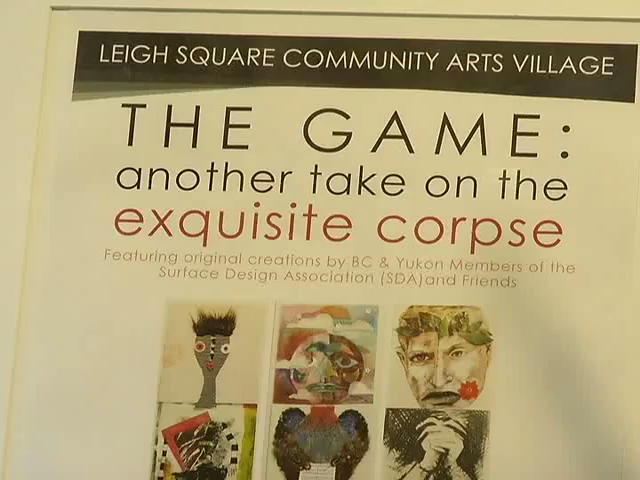 LEIGH SQUARE COMMUNITY ARTS VILLAGE
THE GAME:
another take on the
exquisite corpse
Featuring original creations by BC & Yukon Members of the
Surface Design Association (SDA)and Friends